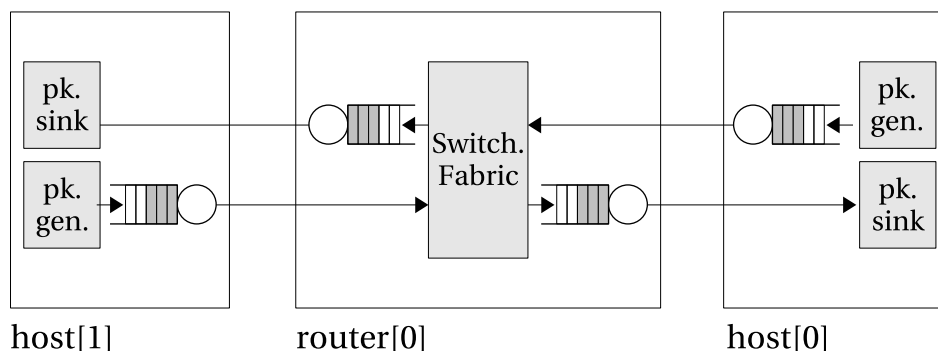 pk.
sink
pk.
gen.
host[1]
Switch.
Fabric
router[0]
pk.
gen.
pk.
sink
host[0]